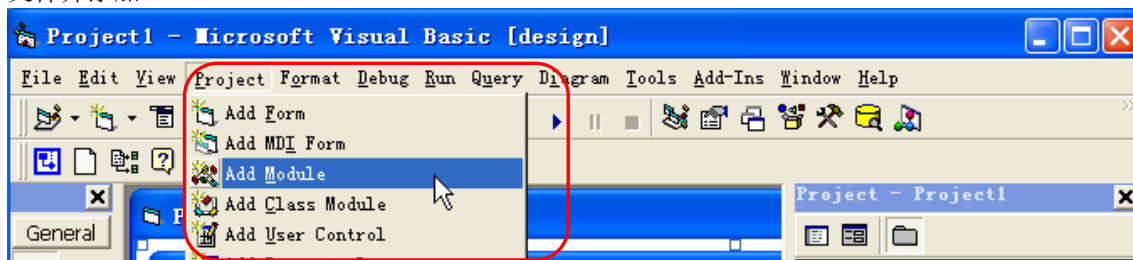 Project1 - Microsoft Visual Basic [design]
File Edit View Project Format Debug Run Query Diagram Tools Add-Ins Window Help
Add Form
Add MDI Form
Add Module
Add Class Module
Add User Control
Project - Project1
General